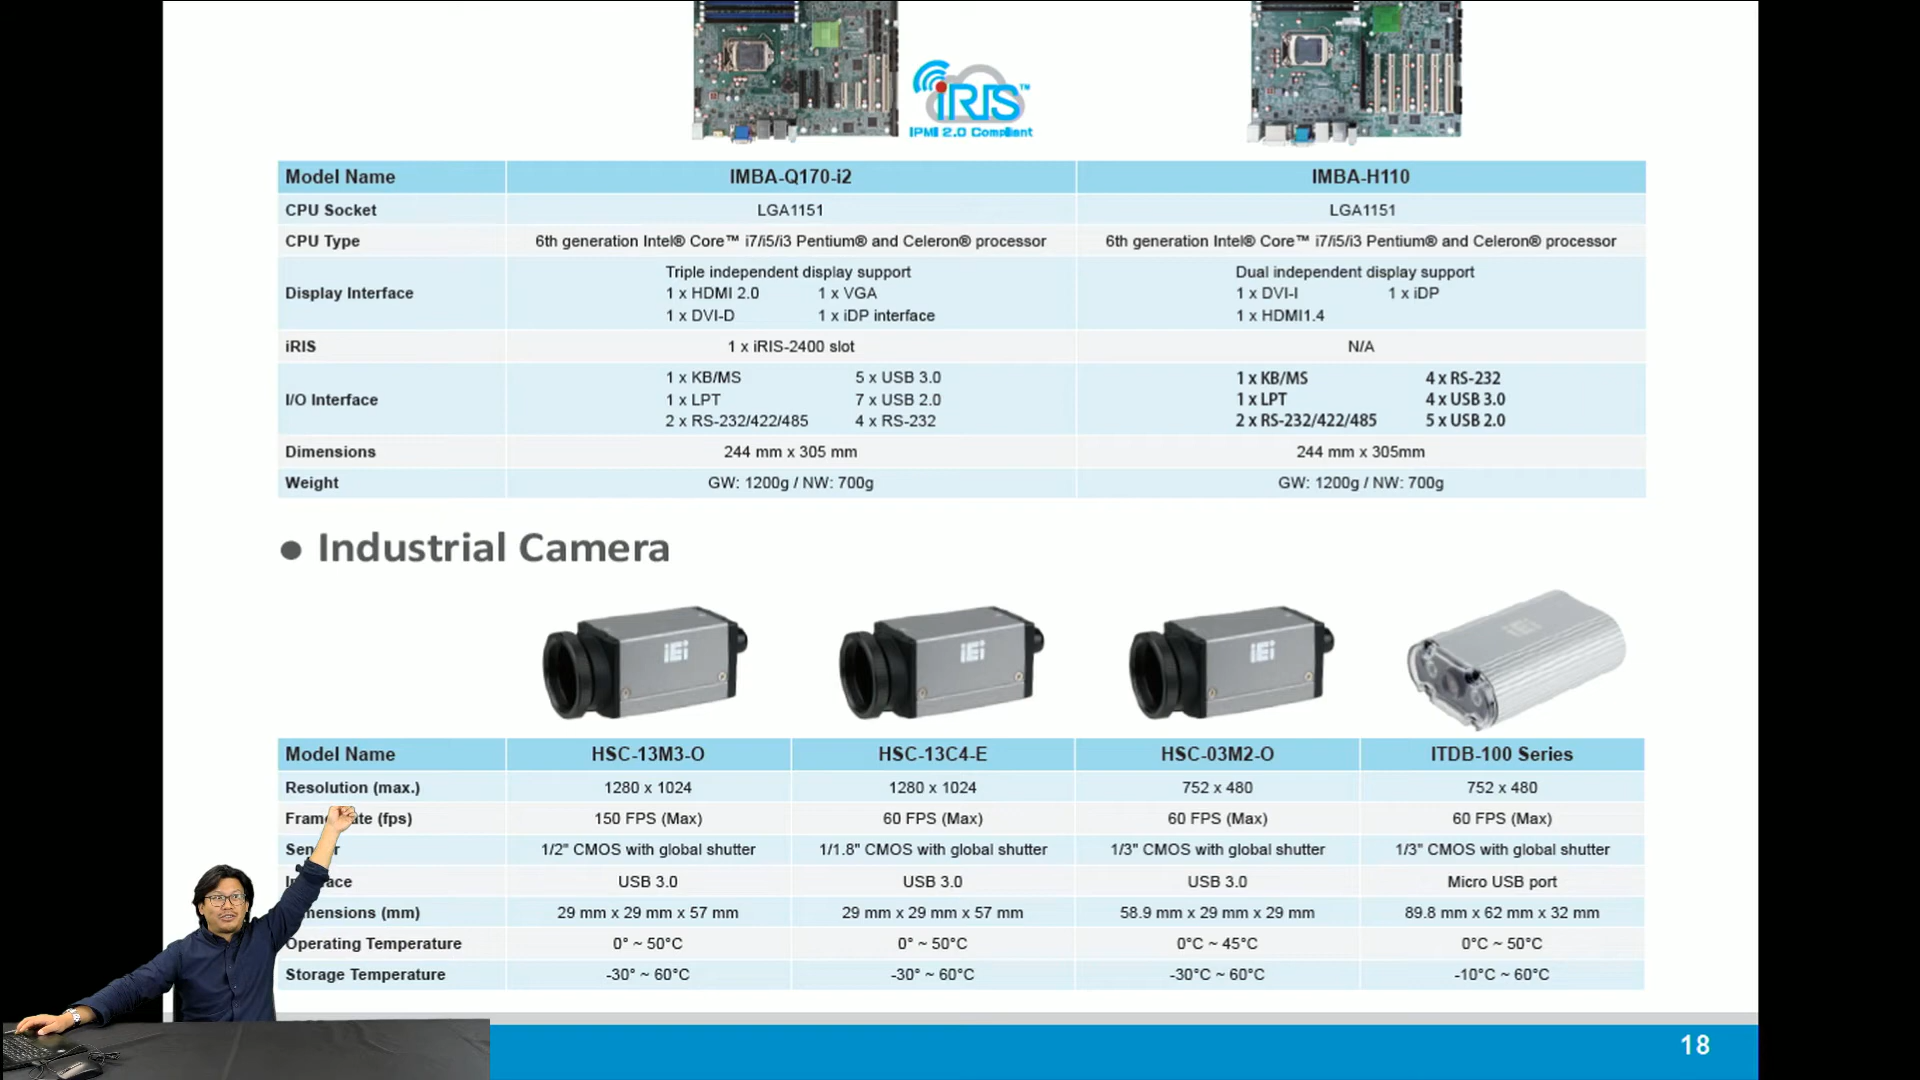 iRIS™
IPMI 2.0 Compliant
Model Name IMBA-Q170-i2 IMBA-H110
CPU Socket LGA1151 LGA1151
CPU Type 6th generation Intel® Core™ i7/i5/i3 Pentium® and Celeron® processor 6th generation Intel® Core™ i7/i5/i3 Pentium® and Celeron® processor
Display Interface
Triple independent display support
1 x HDMI 2.0 1 x VGA
1 x DVI-D 1 x iDP interface
Dual independent display support
1 x DVI-I 1 x iDP
1 x HDMI1.4
iRIS 1 x iRIS-2400 slot N/A
I/O Interface
1 x KB/MS 5 x USB 3.0
1 x LPT 7 x USB 2.0
2 x RS-232/422/485 4 x RS-232
1 x KB/MS 4 x RS-232
1 x LPT 4 x USB 3.0
2 x RS-232/422/485 5 x USB 2.0
Dimensions 244 mm x 305 mm 244 mm x 305mm
Weight GW: 1200g / NW: 700g GW: 1200g / NW: 700g
● Industrial Camera
iEi iEi iEi iEi
Model Name HSC-13M3-O HSC-13C4-E HSC-03M2-O ITDB-100 Series
Resolution (max.) 1280 x 1024 1280 x 1024 752 x 480 752 x 480
(fps) 150 FPS (Max) 60 FPS (Max) 60 FPS (Max) 60 FPS (Max)
1/2" CMOS with global shutter 1/1.8" CMOS with global shutter 1/3" CMOS with global shutter 1/3" CMOS with global shutter
USB 3.0 USB 3.0 USB 3.0 Micro USB port
(mm) 29 mm x 29 mm x 57 mm 29 mm x 29 mm x 57 mm 58.9 mm x 29 mm x 29 mm 89.8 mm x 62 mm x 32 mm
Operating Temperature 0° ~ 50°C 0° ~ 50°C 0°C ~ 45°C 0°C ~ 50°C
Storage Temperature -30° ~ 60°C -30° ~ 60°C -30°C ~ 60°C -10°C ~ 60°C
18